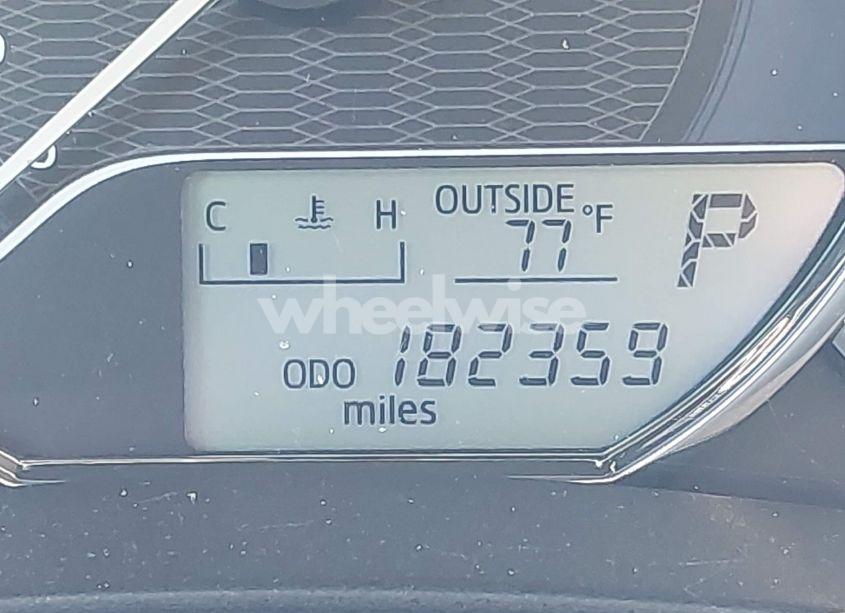 C H OUTSIDE °F P
77
wheelwise
ODO 182359
miles